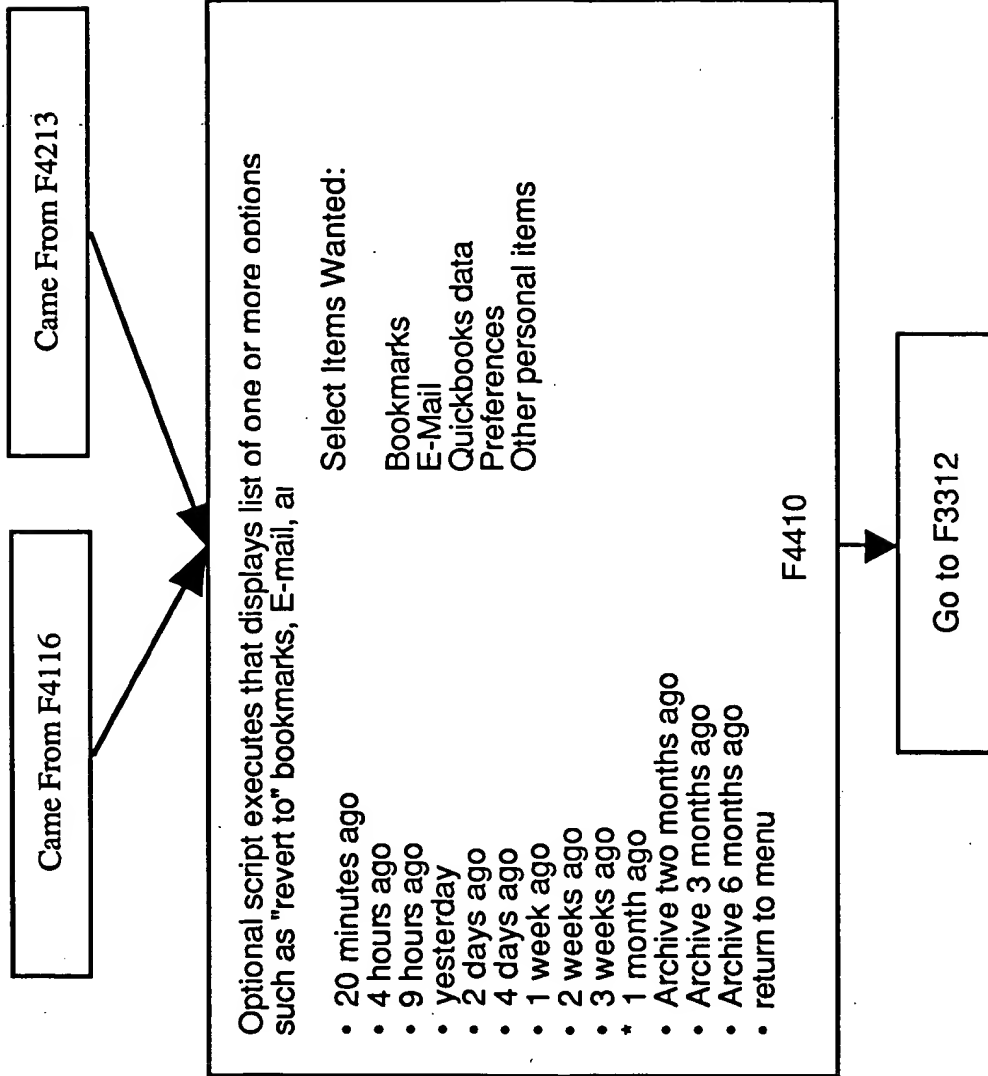 Came From F4116
Came From F4213
Optional script executes that displays list of one or more options
such as "revert to" bookmarks, E-mail, al
• 20 minutes ago
• 4 hours ago
• 9 hours ago
• yesterday
• 2 days ago
• 4 days ago
• 1 week ago
• 2 weeks ago
• 3 weeks ago
* 1 month ago
• Archive two months ago
• Archive 3 months ago
• Archive 6 months ago
• return to menu
Select Items Wanted:
Bookmarks
E-Mail
Quickbooks data
Preferences
Other personal items
F4410
Go to F3312